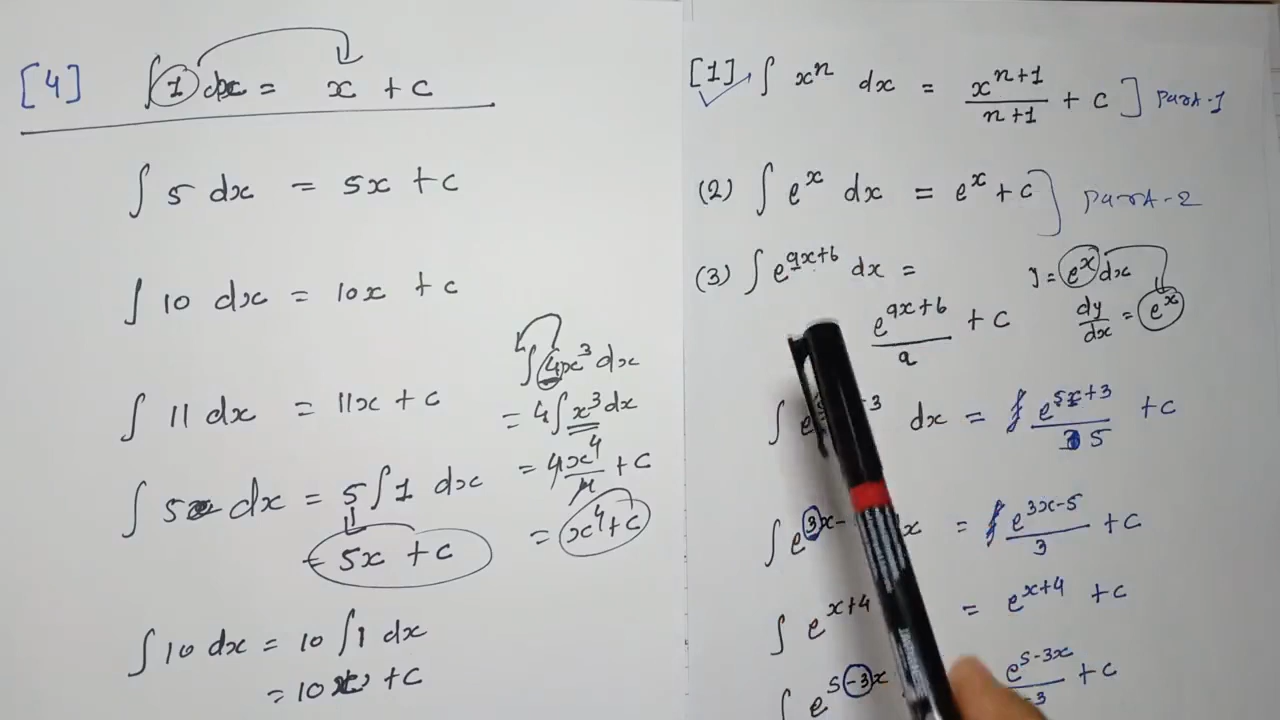 [4] ∫ 1 dx = x + c
∫ 5 dx = 5x + c
∫ 10 dx = 10x + c
∫ 11 dx = 11x + c
∫ 5 dx = 5 ∫ 1 dx
= 5x + c
∫ 10 dx = 10 ∫ 1 dx
= 10x + c
∫ 4x³ dx
= 4 ∫ x³ dx
= 4x⁴/4 + c
= x⁴ + c
[1] ∫ xⁿ dx = xⁿ⁺¹/n+1 + c ] Part-1
(2) ∫ eˣ dx = eˣ + c ] Part-2
(3) ∫ e^ax+b dx =
e^ax+b/a + c
y = eˣ dx
dy/dx = eˣ
dx = e^5x+3/5 + c
= e^3x-5/3 + c
∫ e^x+4 = e^x+4 + c
∫ e^5-3x e^5-3x/-3 + c